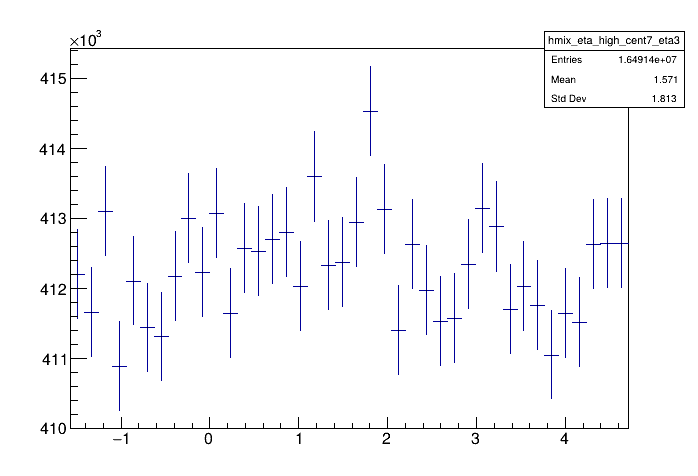 ×10³
hmix_eta_high_cent7_eta3
Entries 1.64914e+07
Mean 1.571
Std Dev 1.813
415
414
413
412
411
410
−1 0 1 2 3 4